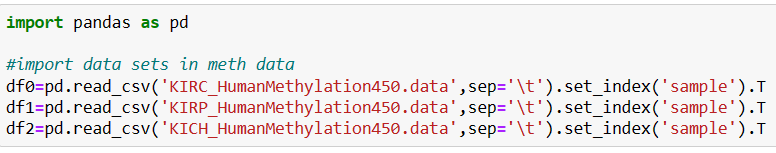 import pandas as pd
#import data sets in meth data
df0=pd.read_csv('KIRC_HumanMethylation450.data',sep='\t').set_index('sample').T
df1=pd.read_csv('KIRP_HumanMethylation450.data',sep='\t').set_index('sample').T
df2=pd.read_csv('KICH_HumanMethylation450.data',sep='\t').set_index('sample').T